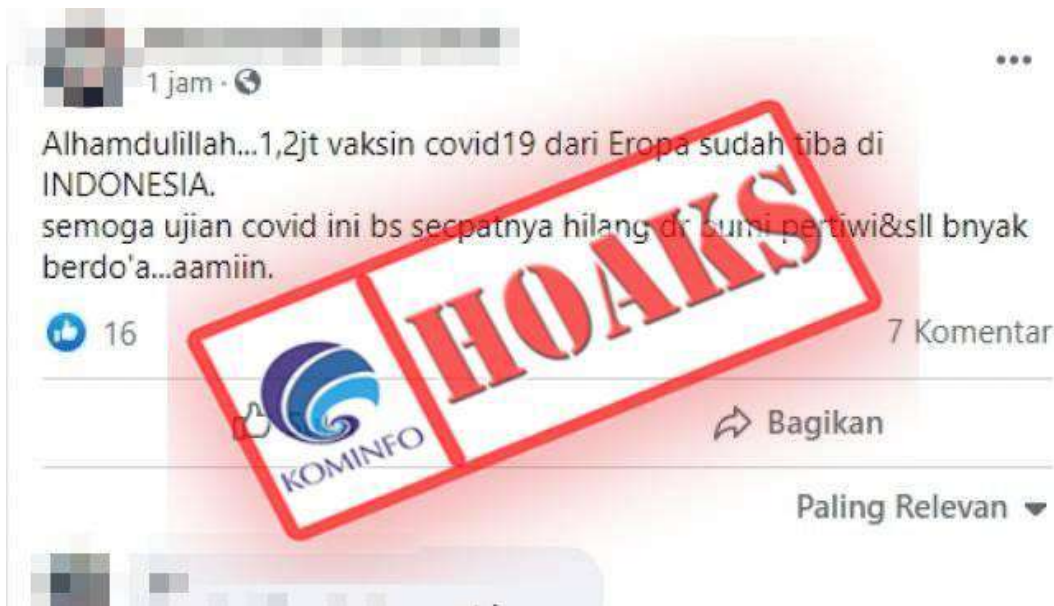 1 jam ·
Alhamdulillah...1,2jt vaksin covid19 dari Eropa sudah tiba di
INDONESIA.
semoga ujian covid ini bs secpatnya hilang dr bumi pertiwi&sll bnyak
berdo'a...aamiin.
16
7 Komentar
HOAKS
KOMINFO
Bagikan
Paling Relevan